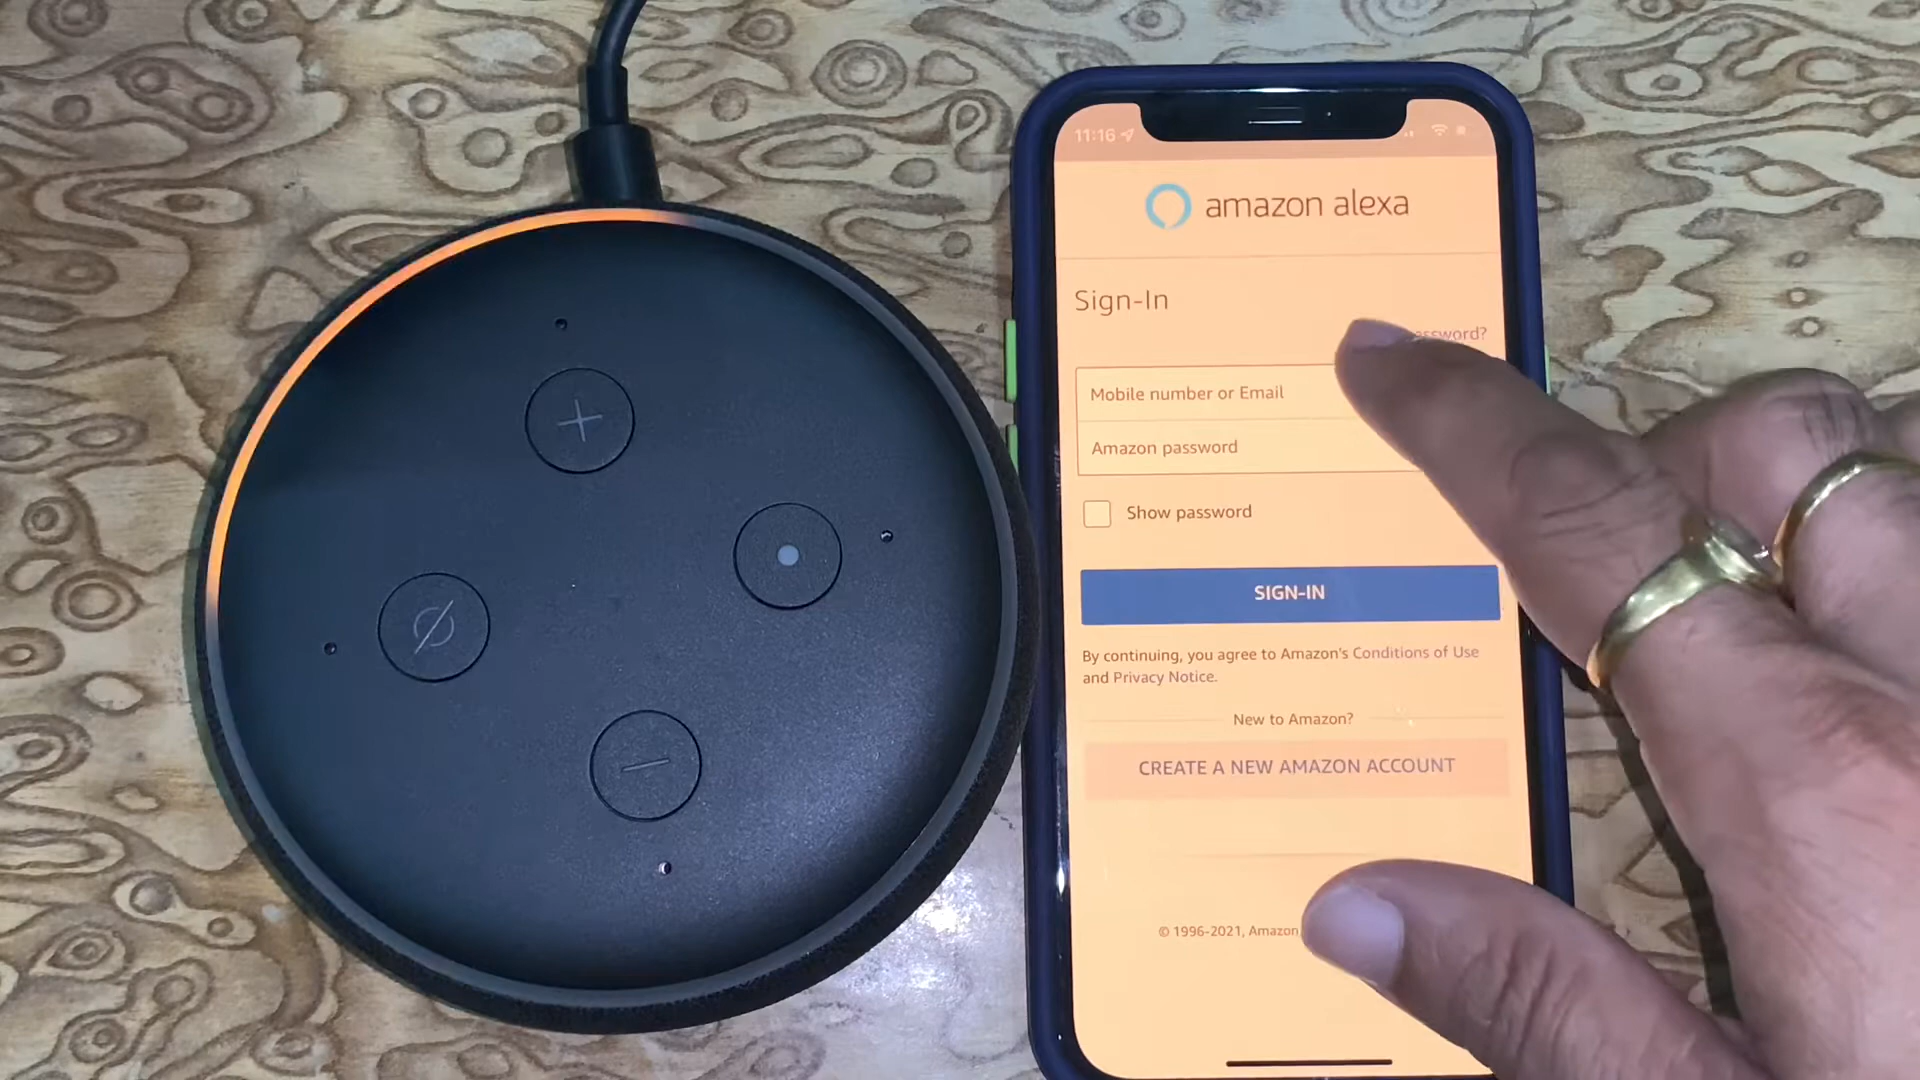 11:16
amazon alexa
Sign-In
password?
Mobile number or Email
Amazon password
Show password
SIGN-IN
By continuing, you agree to Amazon's Conditions of Use
and Privacy Notice.
New to Amazon?
CREATE A NEW AMAZON ACCOUNT
© 1996-2021, Amazon